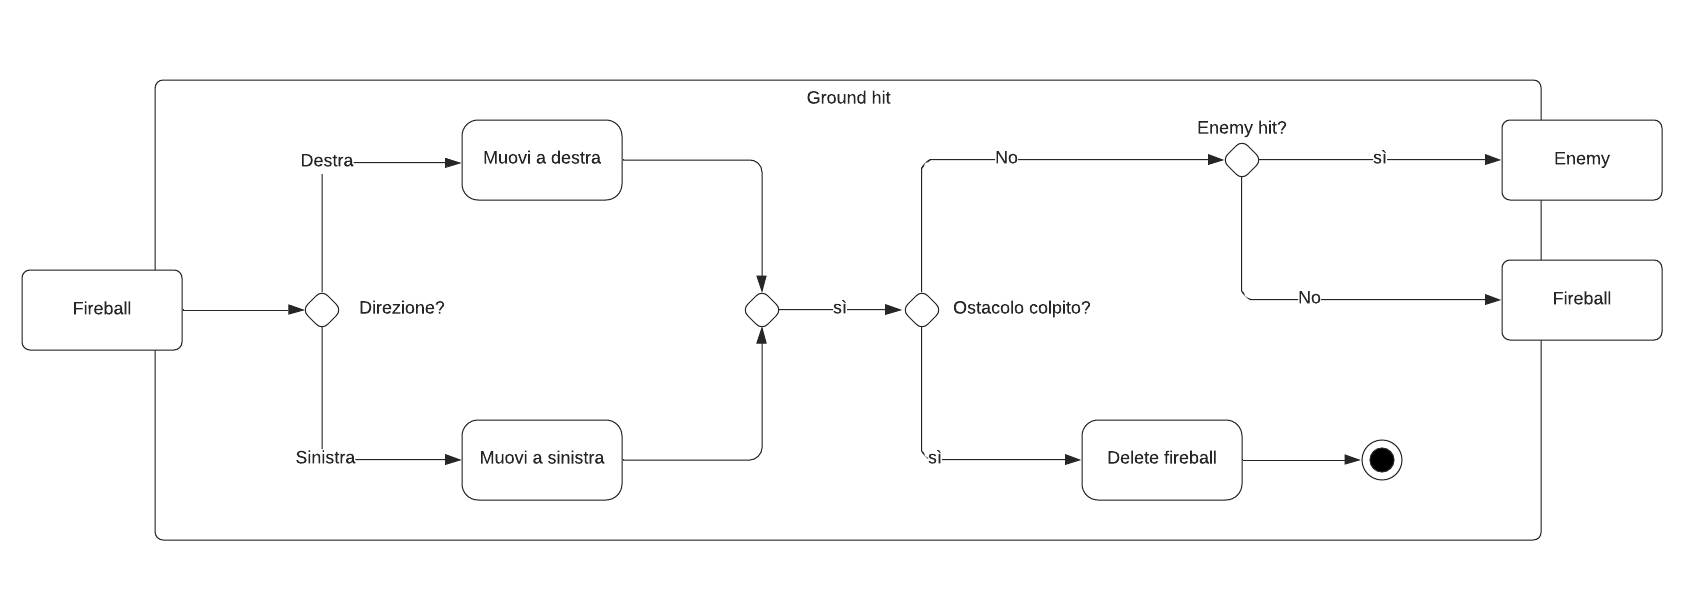 Ground hit
Destra
Muovi a destra
No
Enemy hit?
sì
Enemy
Fireball
Direzione?
sì
Ostacolo colpito?
No
Fireball
Sinistra
Muovi a sinistra
sì
Delete fireball